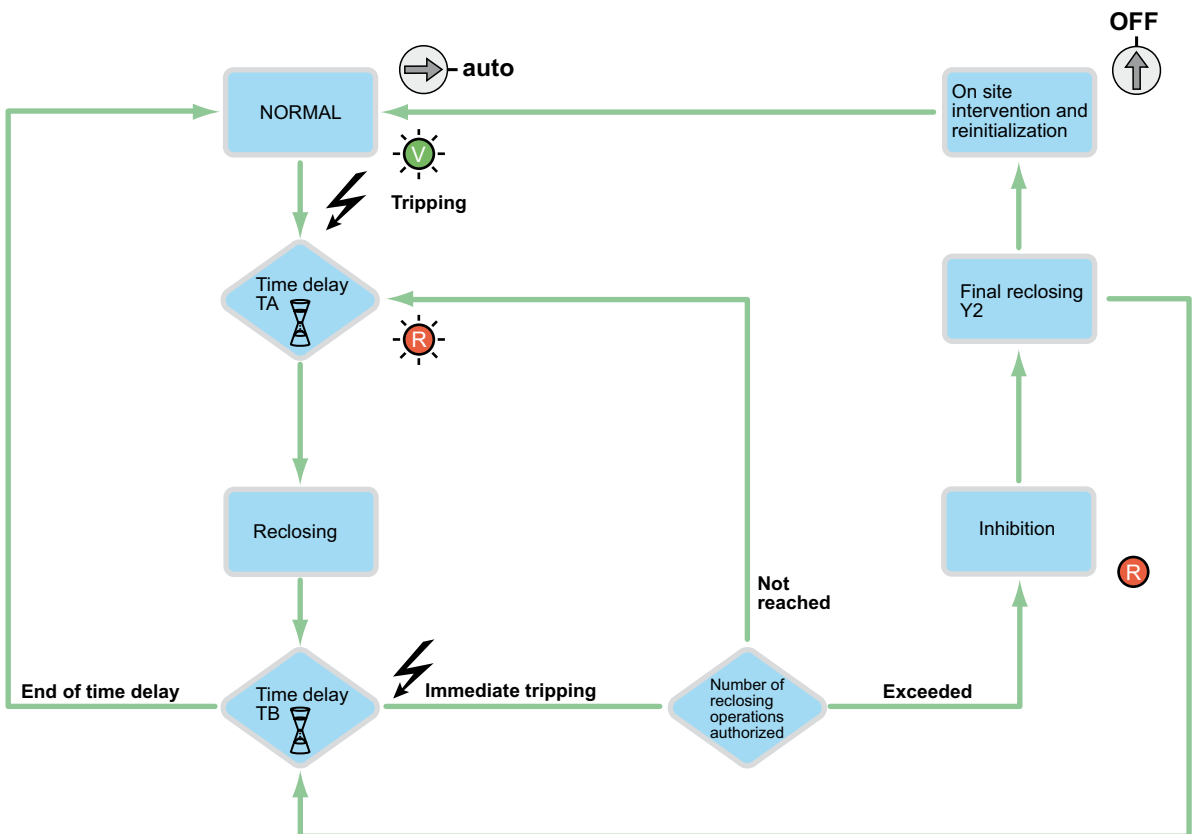 OFF
auto
NORMAL
On site
intervention and
reinitialization
V
Tripping
Time delay
TA
Final reclosing
Y2
R
Reclosing
Inhibition
R
Not
reached
End of time delay
Time delay
TB
Immediate tripping
Number of
reclosing
operations
authorized
Exceeded